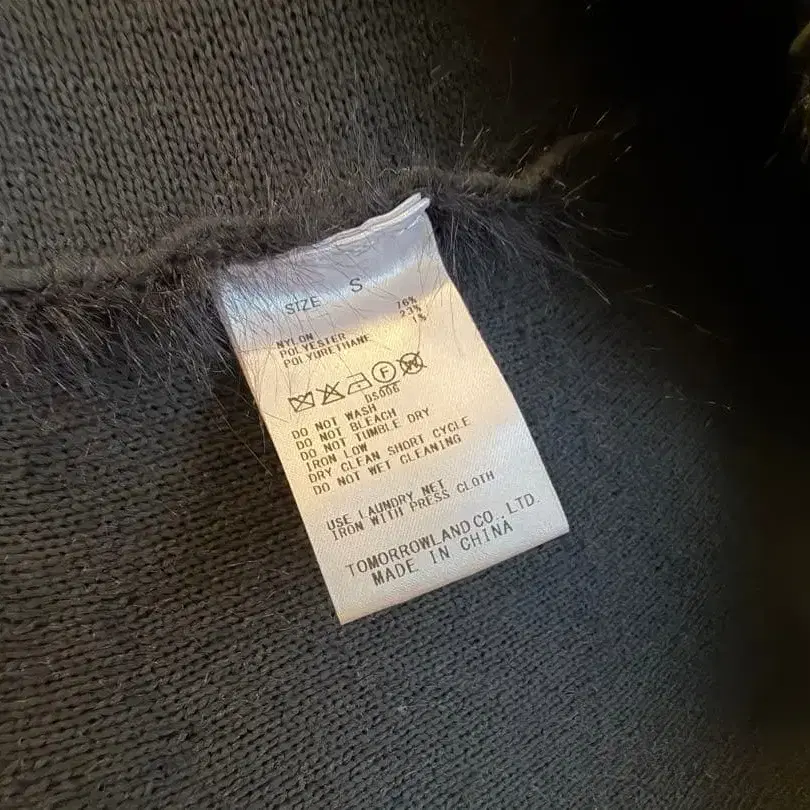 SIZE S
NYLON 76%
POLYESTER 23%
POLYURETHANE 1%
F W
DS006
DO NOT WASH
DO NOT BLEACH
DO NOT TUMBLE DRY
IRON LOW
DRY CLEAN SHORT CYCLE
DO NOT WET CLEANING
USE LAUNDRY NET
IRON WITH PRESS CLOTH
TOMORROWLAND CO., LTD.
MADE IN CHINA